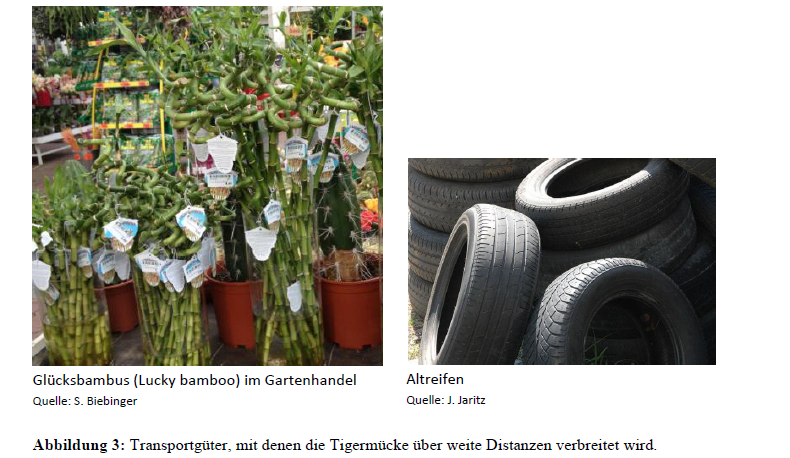 Glücksbambus (Lucky bamboo) im Gartenhandel
Quelle: S. Biebinger
Altreifen
Quelle: J. Jaritz
Abbildung 3: Transportgüter, mit denen die Tigermücke über weite Distanzen verbreitet wird.